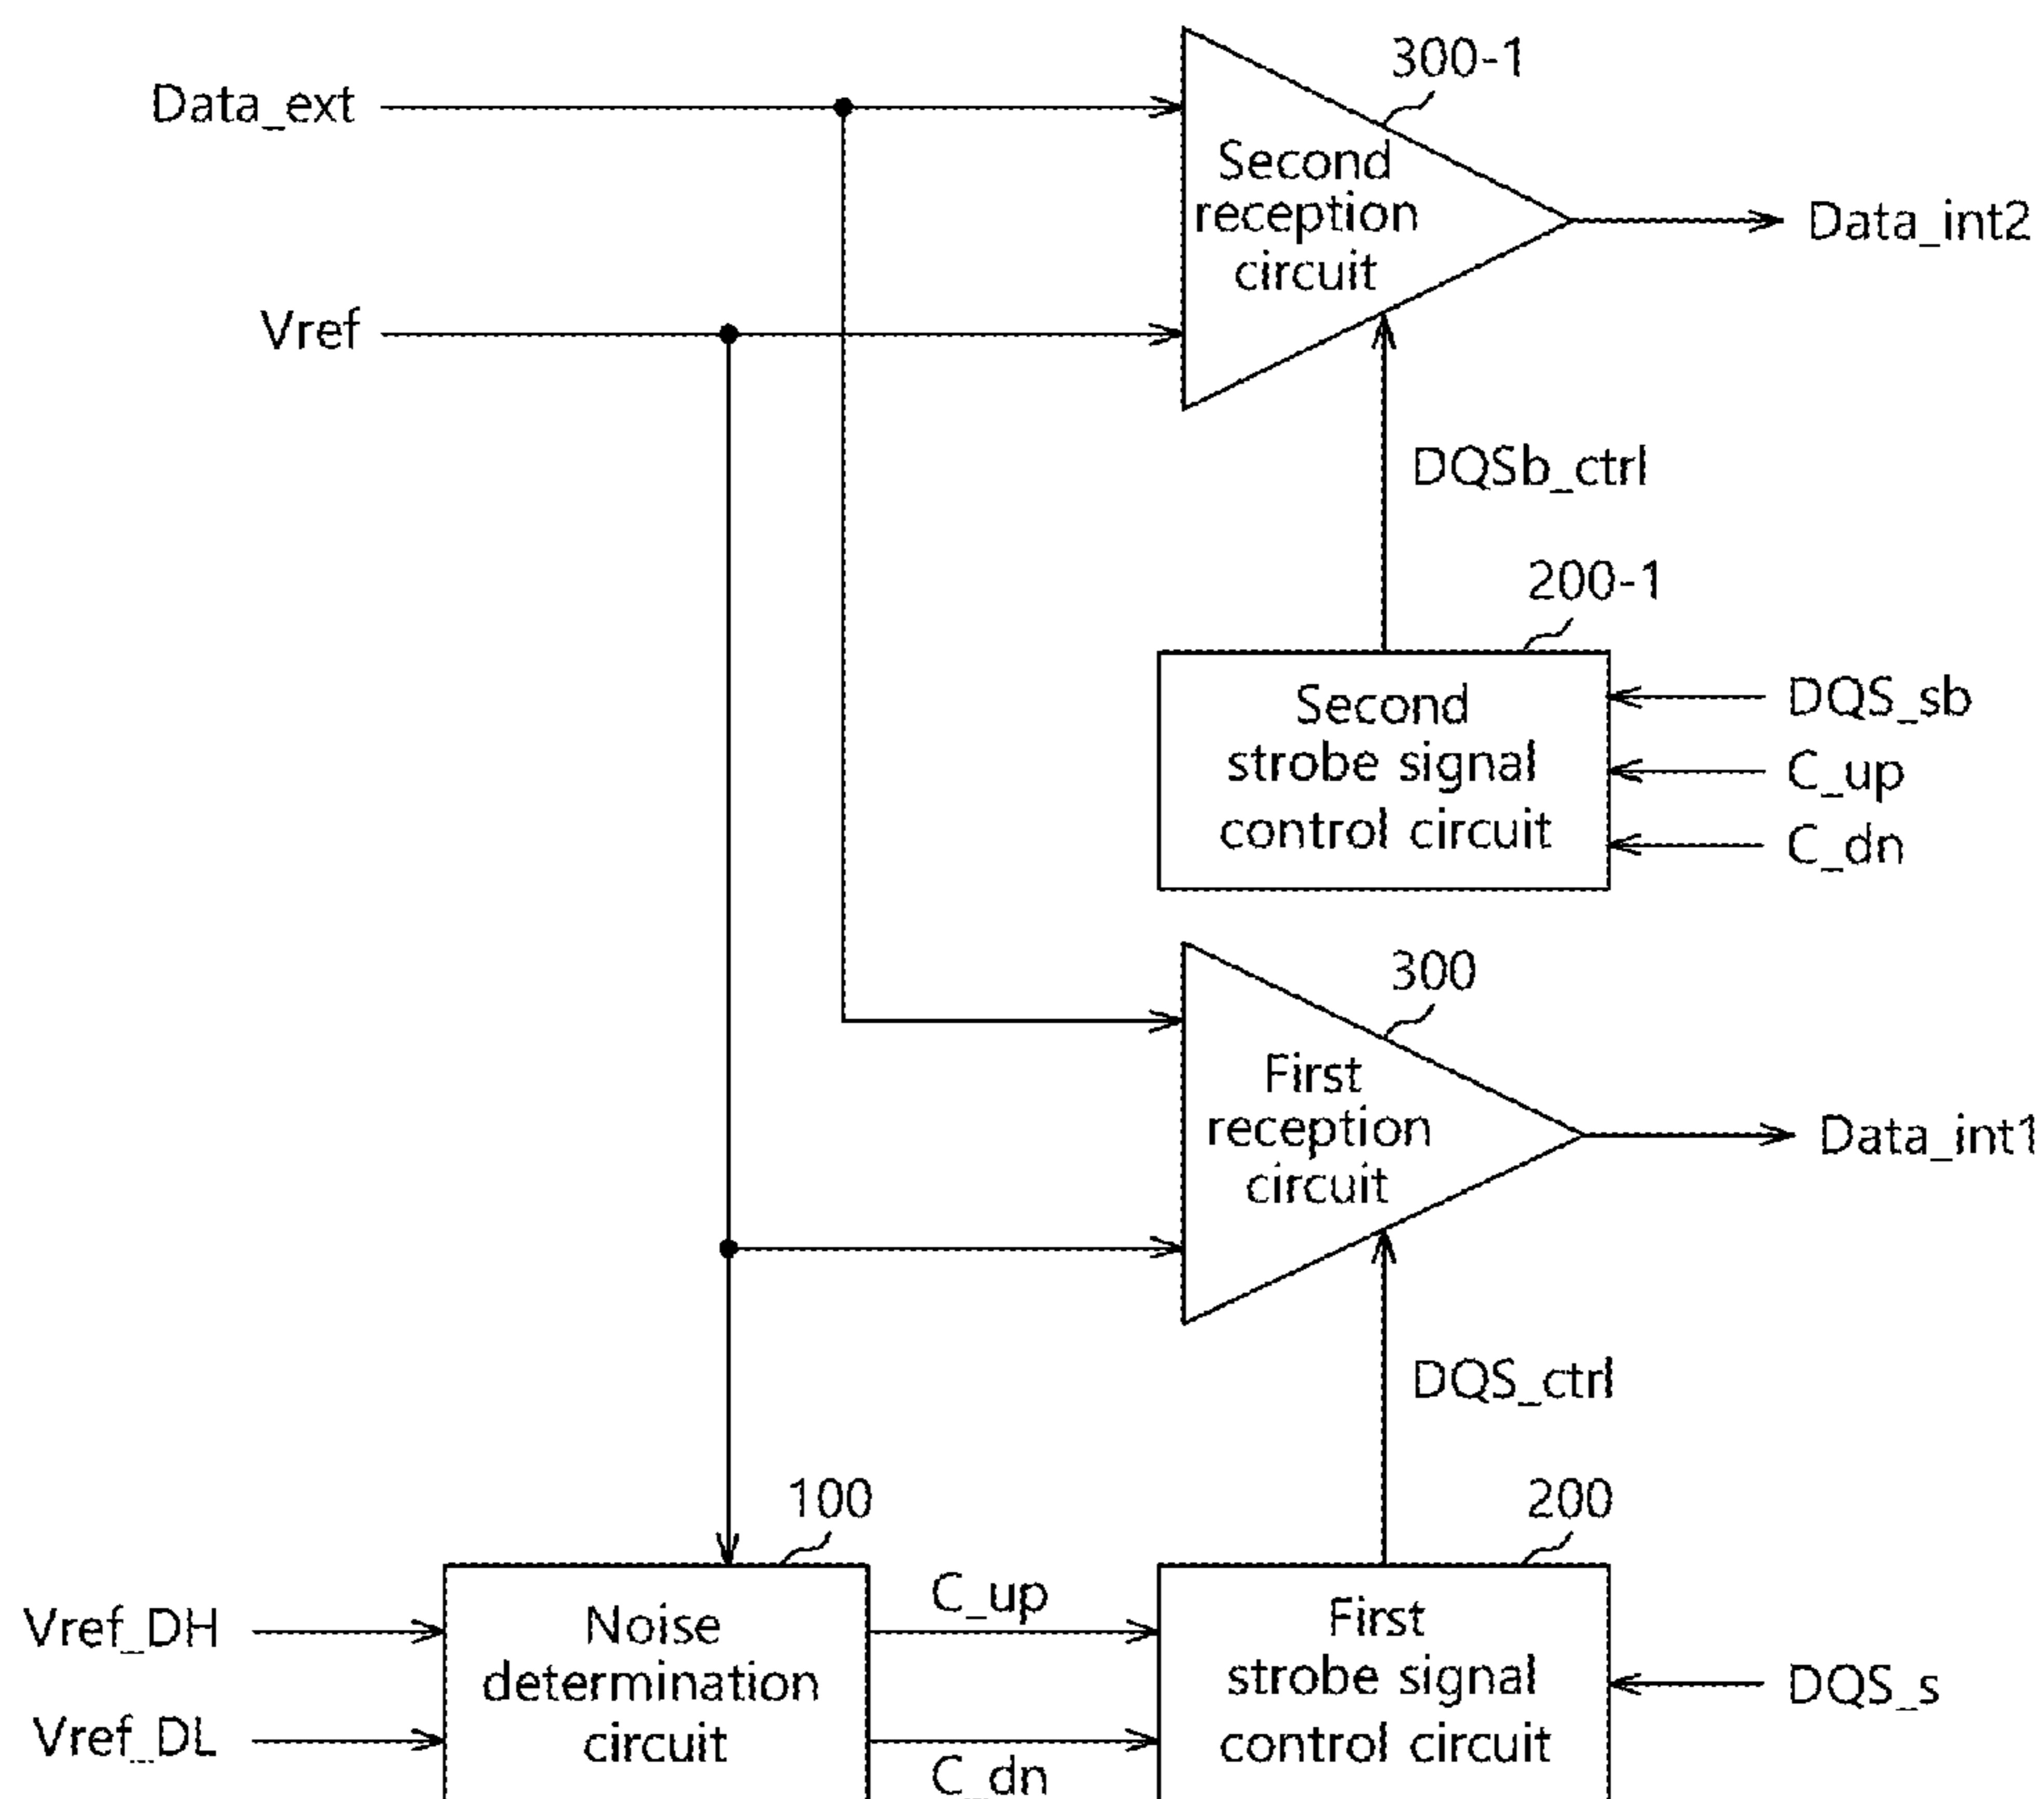 300-1
Data_ext
Second
reception
circuit
Data_int2
Vref
DQSb_ctrl
200-1
Second
strobe signal
control circuit
DQS_sb
C_up
C_dn
300
First
reception
circuit
Data_int1
DQS_ctrl
100
200
Vref_DH
Vref_DL
Noise
determination
circuit
C_up
C_dn
First
strobe signal
control circuit
DQS_s